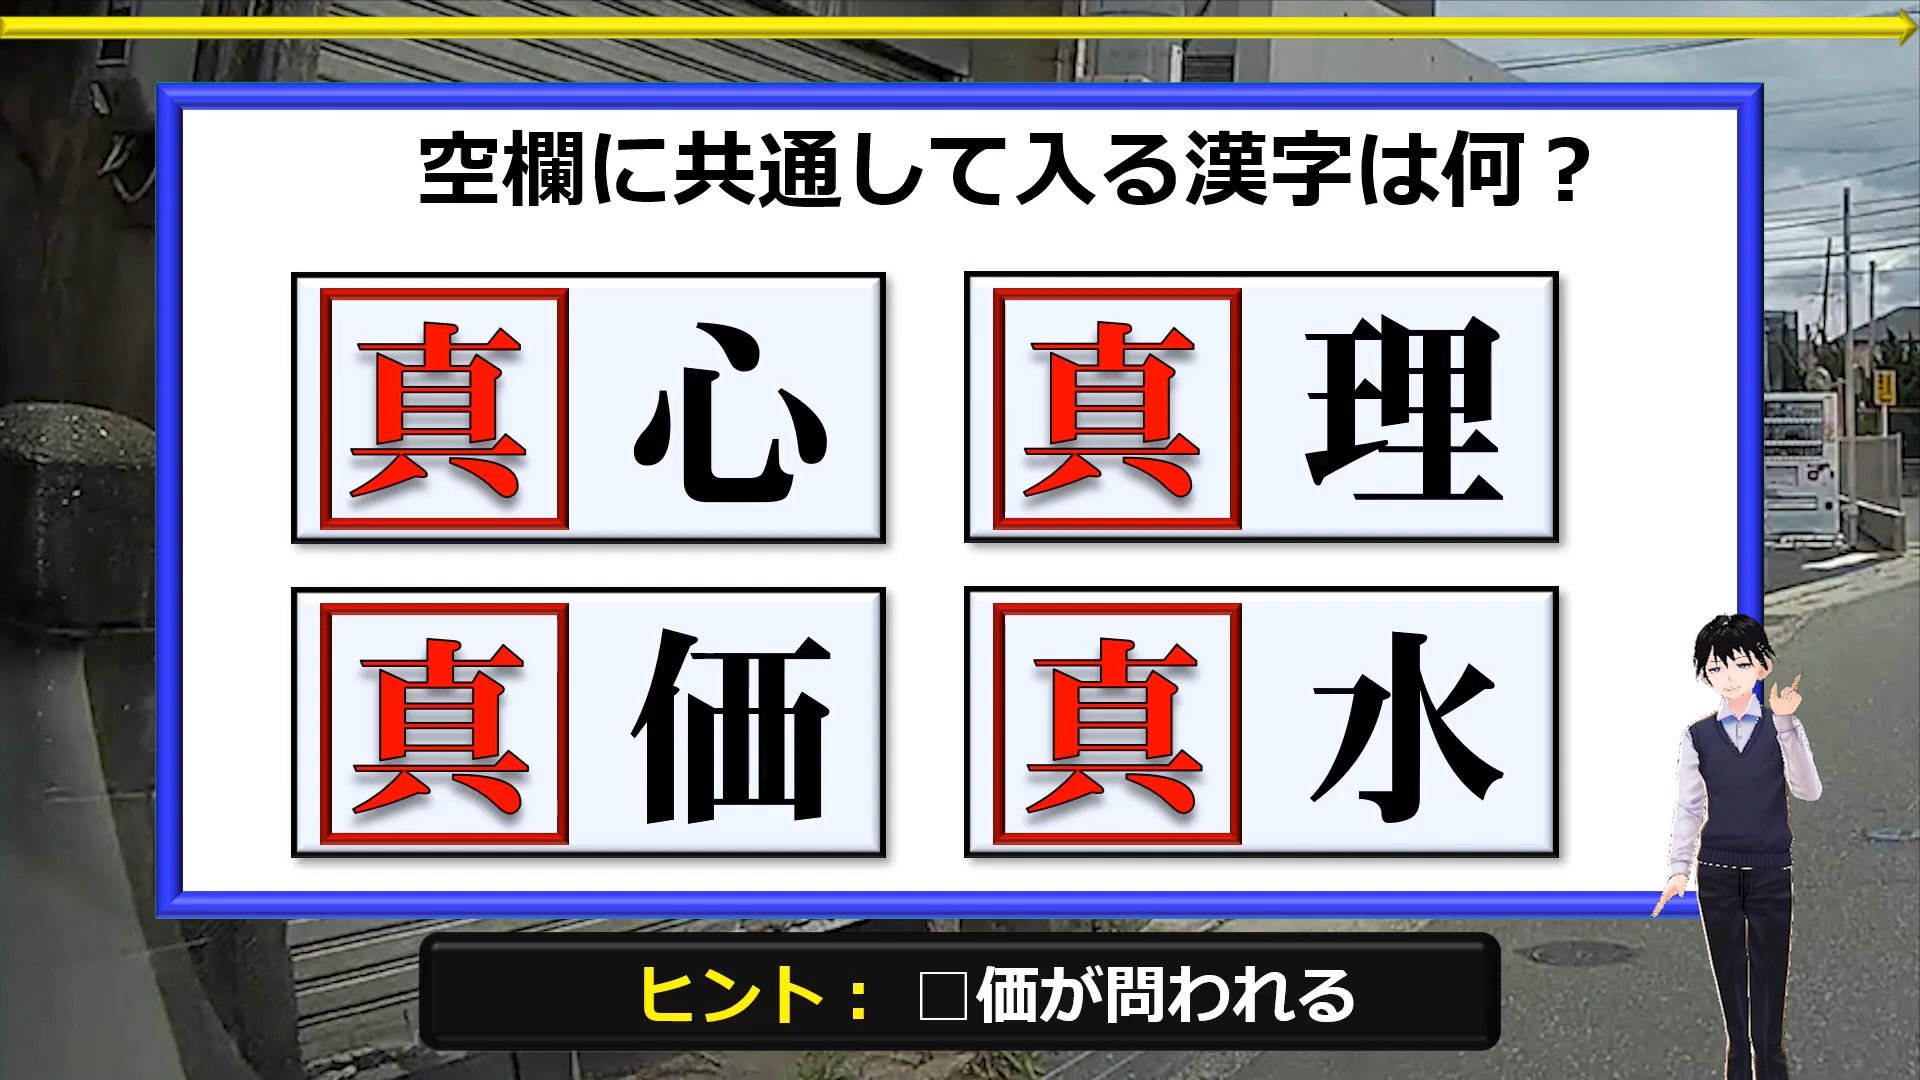 空欄に共通して入る漢字は何？
真心
真理
真価
真水
ヒント： □価が問われる